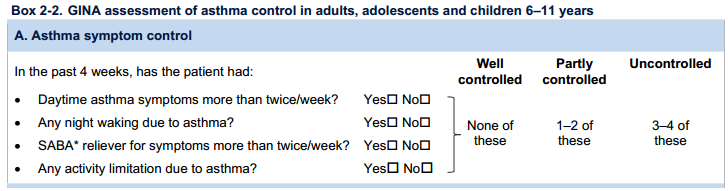 Box 2-2. GINA assessment of asthma control in adults, adolescents and children 6–11 years
A. Asthma symptom control
In the past 4 weeks, has the patient had:
Well controlled
Partly controlled
Uncontrolled
• Daytime asthma symptoms more than twice/week? Yes☐ No☐
• Any night waking due to asthma? Yes☐ No☐
• SABA* reliever for symptoms more than twice/week? Yes☐ No☐
• Any activity limitation due to asthma? Yes☐ No☐
None of these
1–2 of these
3–4 of these